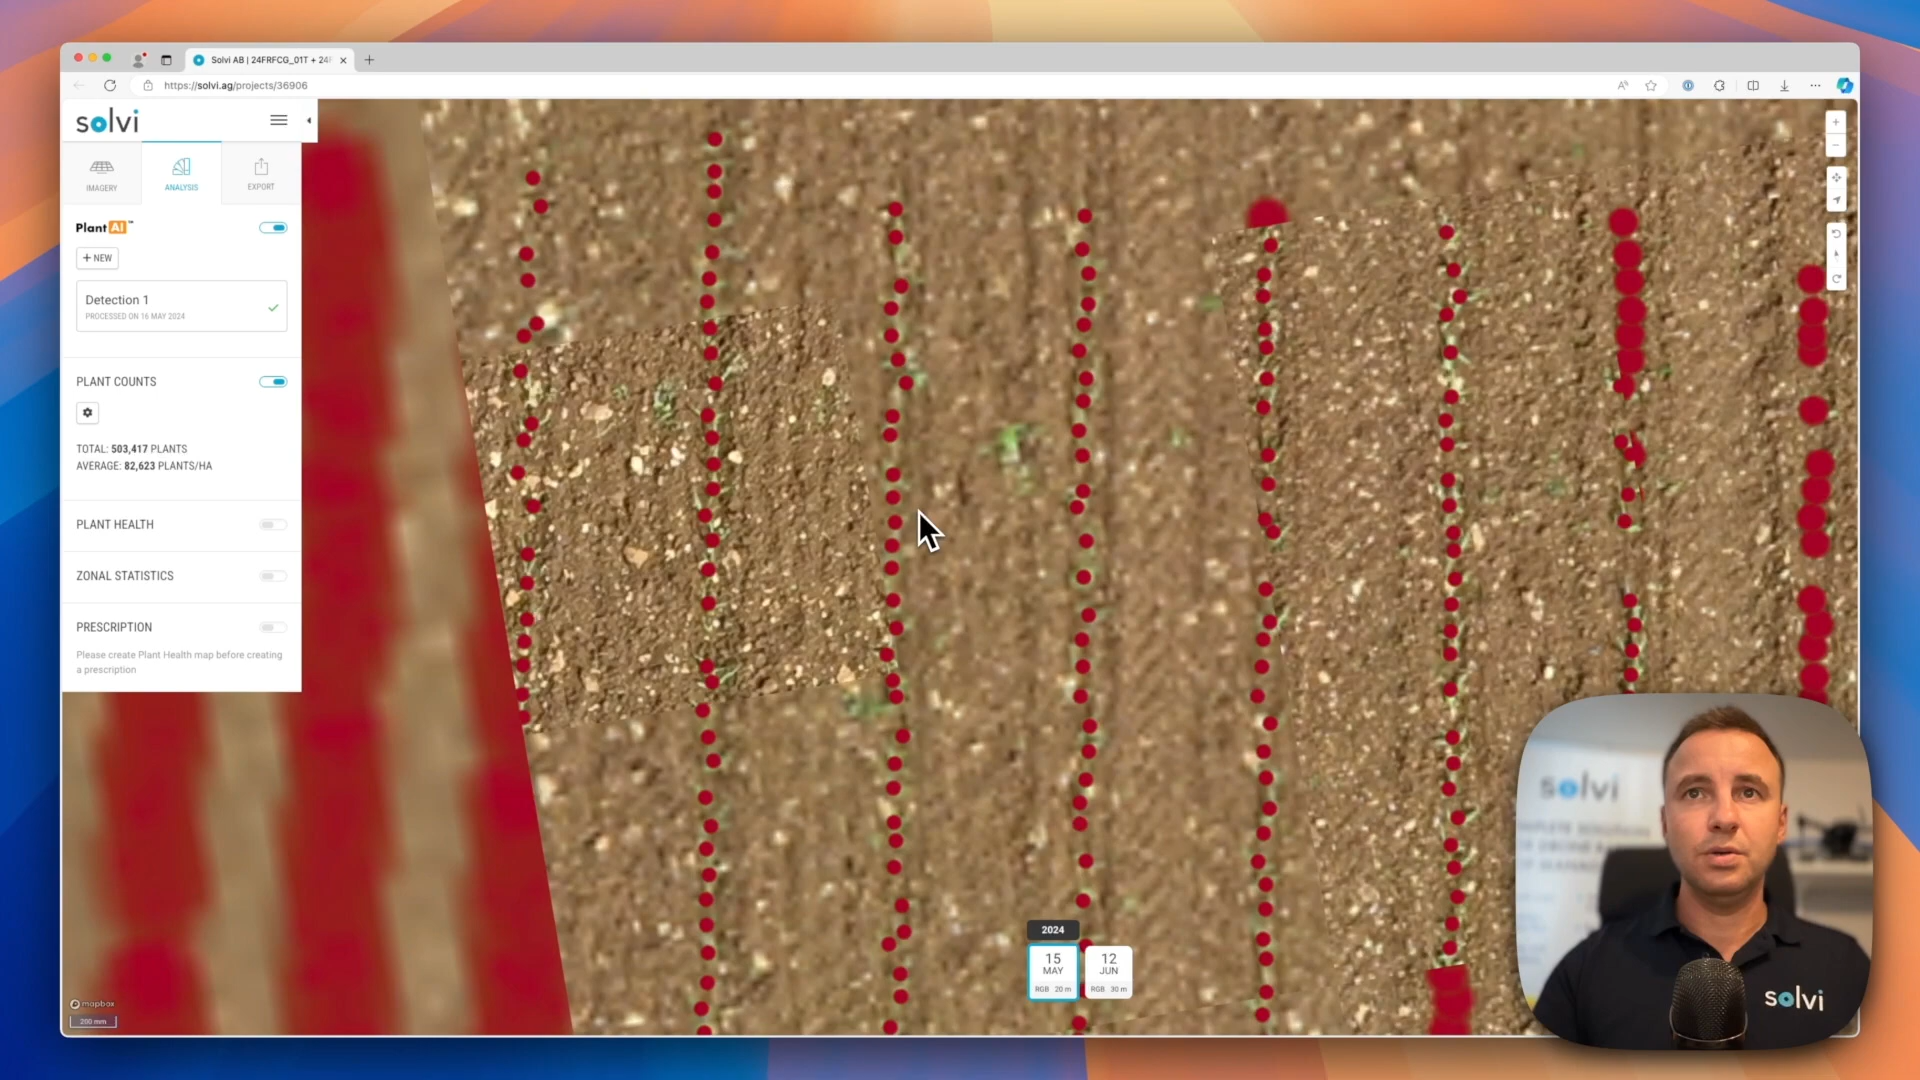 Solvi AB | 24FRFCG_01T + 24F
https://solvi.ag/projects/36906
solvi
IMAGERY
ANALYSIS
EXPORT
Plant AI™
+ NEW
Detection 1
PROCESSED ON 16 MAY 2024
PLANT COUNTS
TOTAL: 503,417 PLANTS
AVERAGE: 82,623 PLANTS/HA
PLANT HEALTH
ZONAL STATISTICS
PRESCRIPTION
Please create Plant Health map before creating
a prescription
2024
15
MAY
RGB 20 m
12
JUN
RGB 30 m
mapbox
200 mm
solvi
solvi